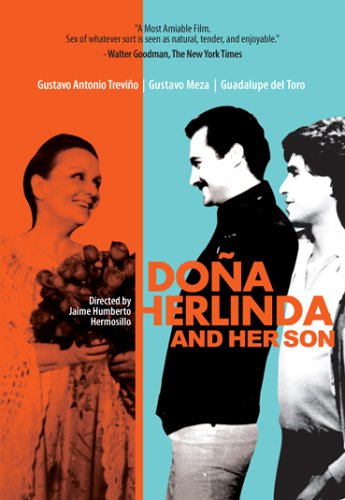 "A Most Amiable Film.
Sex of whatsort sort is seen as natural, tender, and enjoyable."
- Walter Goodman, The New York Times
Gustavo Antonio Treviño | Gustavo Meza | Guadalupe del Toro
DOÑA
HERLINDA
AND HER SON
Directed by
Jaime Humberto
Hermosillo